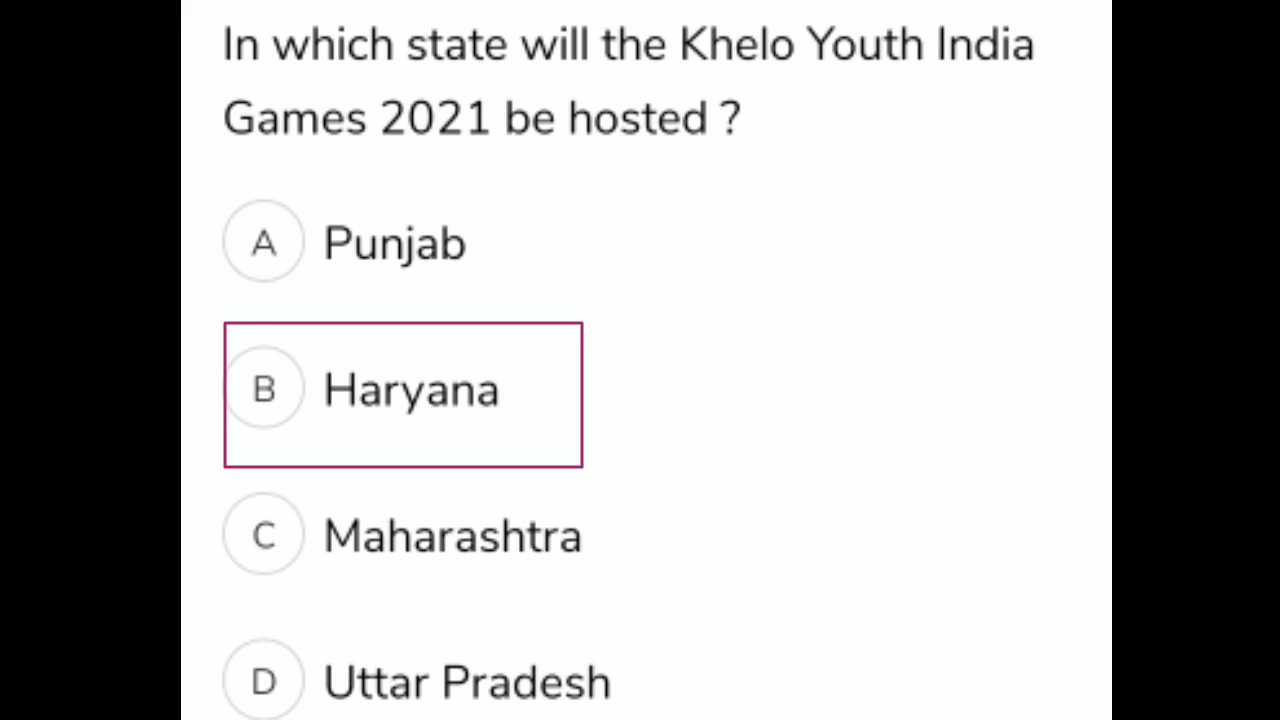 In which state will the Khelo Youth India
Games 2021 be hosted ?
A Punjab
B Haryana
C Maharashtra
D Uttar Pradesh